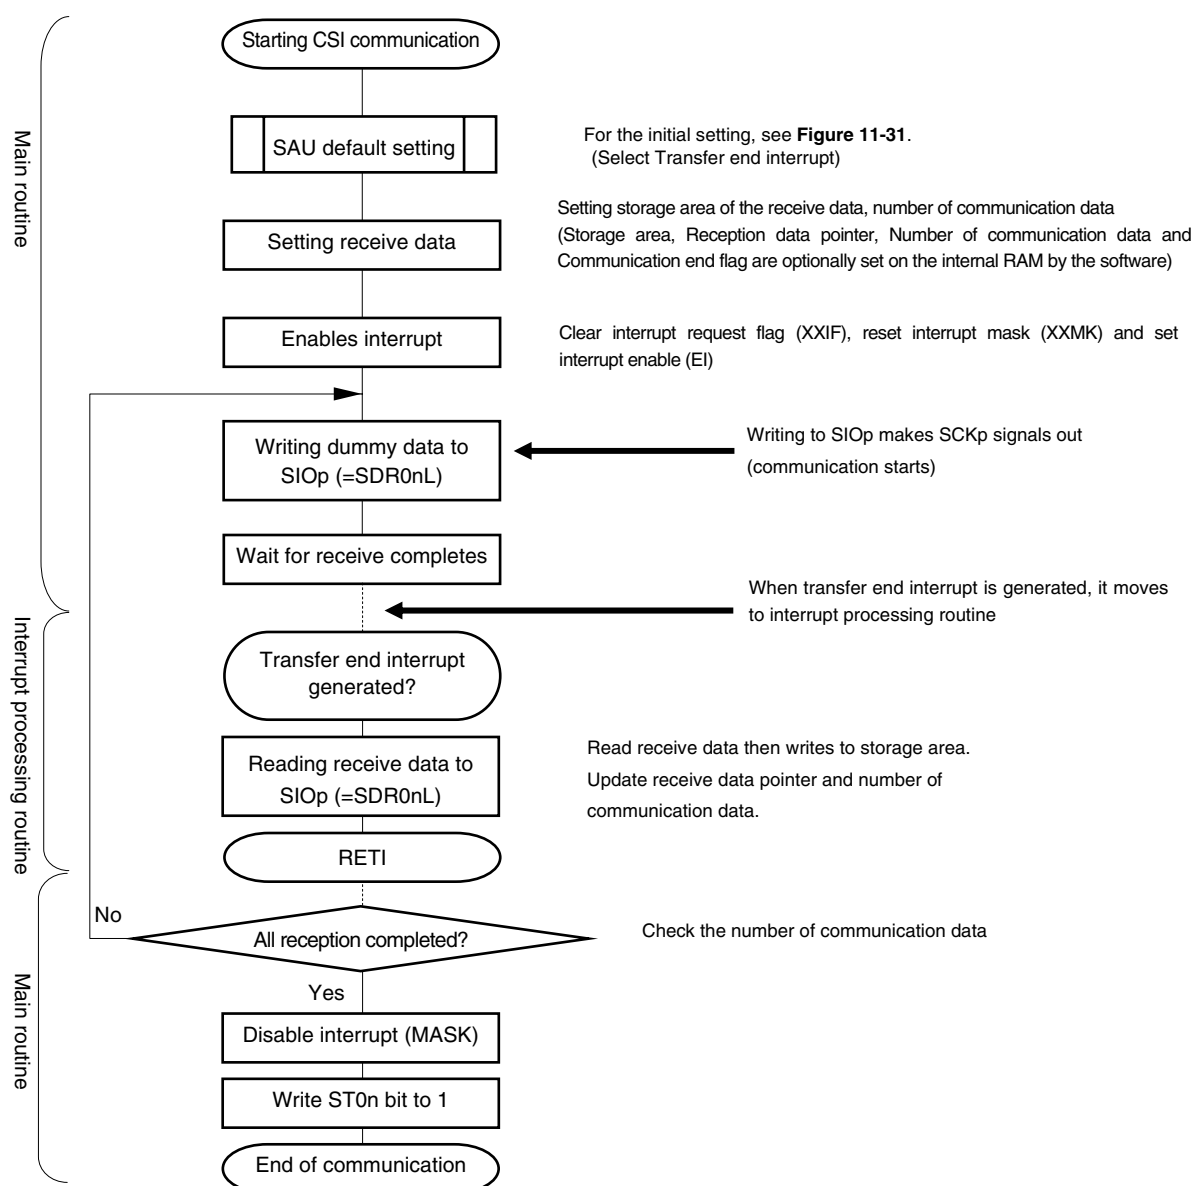 Starting CSI communication
Main routine
SAU default setting
For the initial setting, see Figure 11-31.
(Select Transfer end interrupt)
Setting receive data
Setting storage area of the receive data, number of communication data
(Storage area, Reception data pointer, Number of communication data and
Communication end flag are optionally set on the internal RAM by the software)
Enables interrupt
Clear interrupt request flag (XXIF), reset interrupt mask (XXMK) and set
interrupt enable (EI)
Writing dummy data to
SIOp (=SDR0nL)
Writing to SIOp makes SCKp signals out
(communication starts)
Wait for receive completes
When transfer end interrupt is generated, it moves
to interrupt processing routine
Interrupt processing routine
Transfer end interrupt
generated?
Reading receive data to
SIOp (=SDR0nL)
Read receive data then writes to storage area.
Update receive data pointer and number of
communication data.
RETI
No
All reception completed?
Check the number of communication data
Yes
Main routine
Disable interrupt (MASK)
Write ST0n bit to 1
End of communication